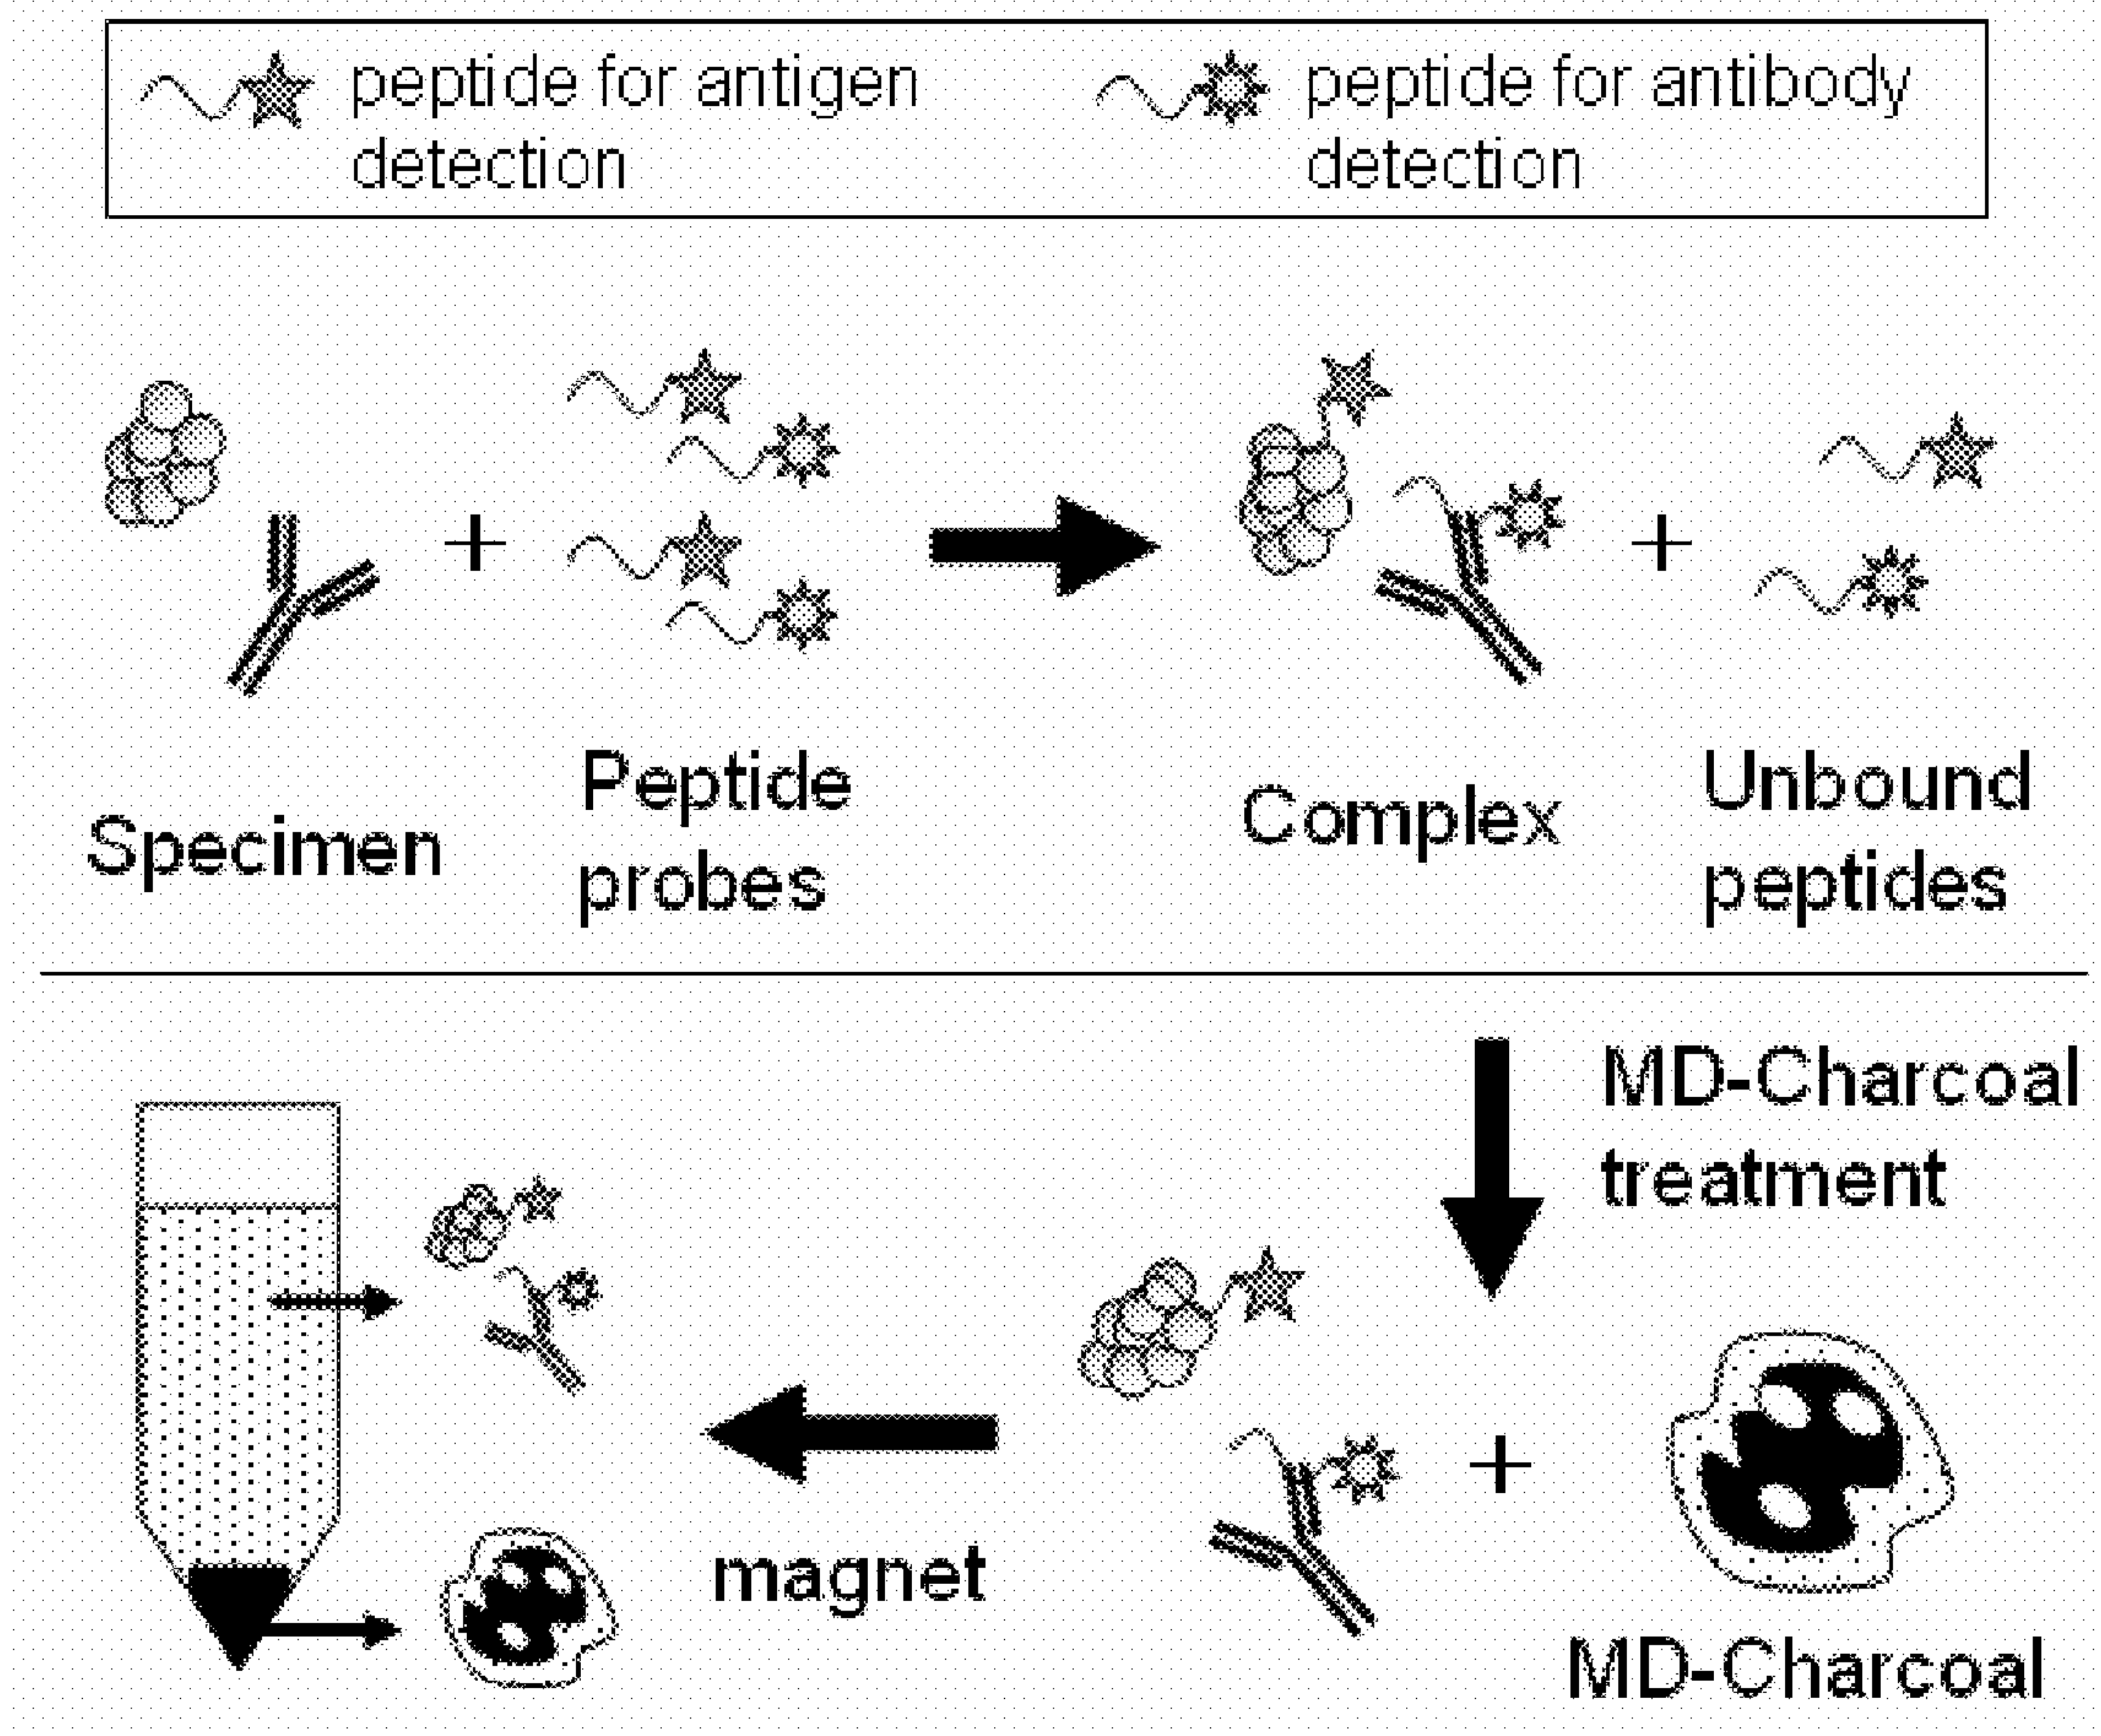 peptide for antigen
detection
peptide for antibody
detection
+
+
Specimen
Peptide
probes
Complex
Unbound
peptides
MD-Charcoal
treatment
+
magnet
MD-Charcoal